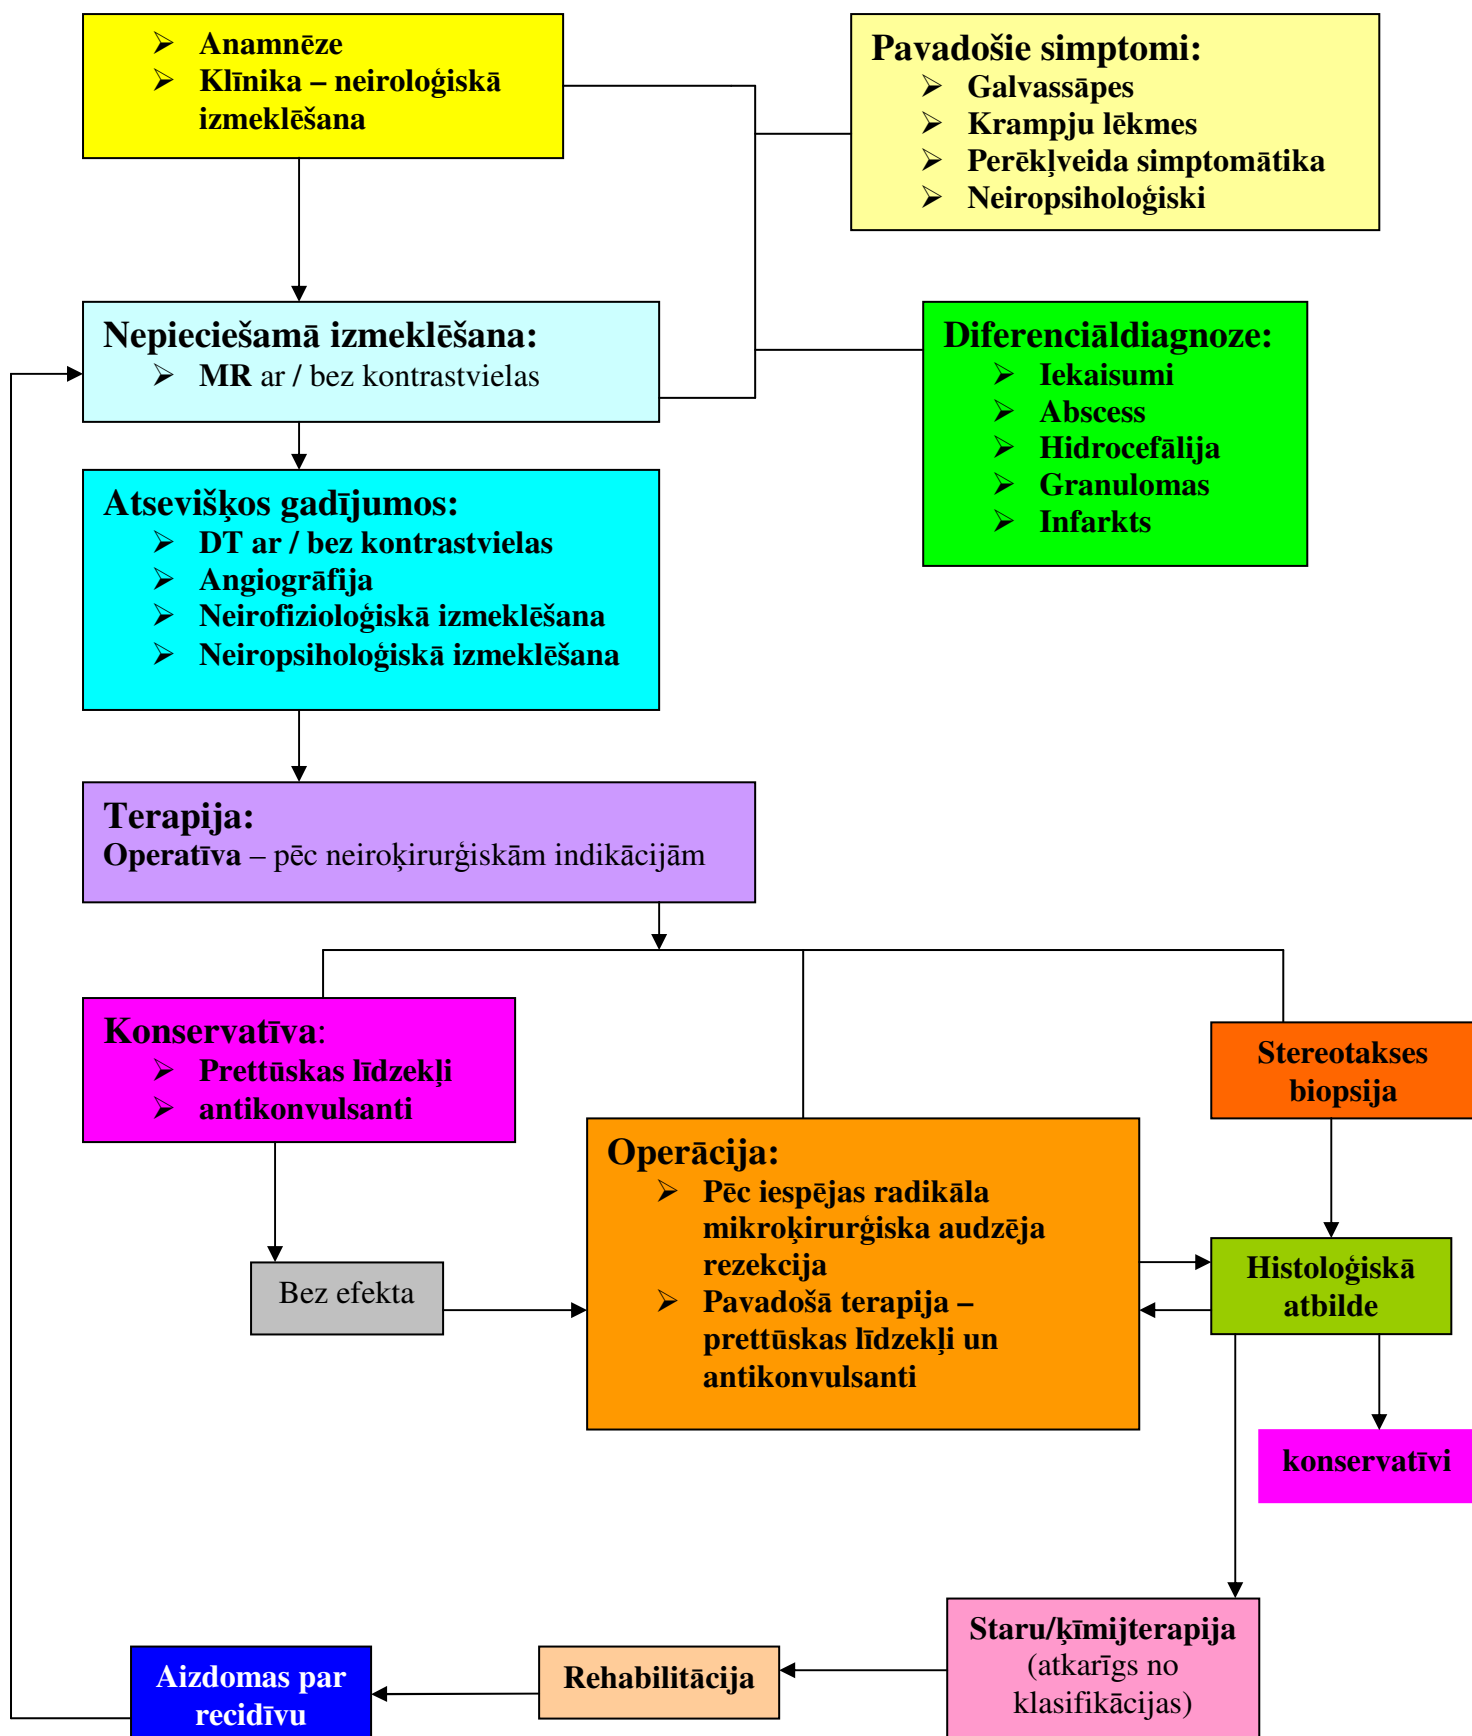 ➢ Anamnēze
➢ Klīnika – neiroloģiskā
izmeklēšana
Pavadošie simptomi:
➢ Galvassāpes
➢ Krampju lēkmes
➢ Perēkļveida simptomātika
➢ Neiropsiholoģiski
Nepieciešamā izmeklēšana:
➢ MR ar / bez kontrastvielas
Diferenciāldiagnoze:
➢ Iekaisumi
➢ Abscess
➢ Hidrocefālija
➢ Granulomas
➢ Infarkts
Atsevišķos gadījumos:
➢ DT ar / bez kontrastvielas
➢ Angiogrāfija
➢ Neirofizioloģiskā izmeklēšana
➢ Neiropsiholoģiskā izmeklēšana
Terapija:
Operatīva – pēc neiroķirurģiskām indikācijām
Konservatīva:
➢ Prettūskas līdzekļi
➢ antikonvulsanti
Stereotakses
biopsija
Operācija:
➢ Pēc iespējas radikāla
mikroķirurģiska audzēja
rezekcija
➢ Pavadošā terapija –
prettūskas līdzekļi un
antikonvulsanti
Bez efekta
Histoloģiskā
atbilde
konservatīvi
Staru/ķīmijterapija
(atkarīgs no
klasifikācijas)
Rehabilitācija
Aizdomas par
recidīvu